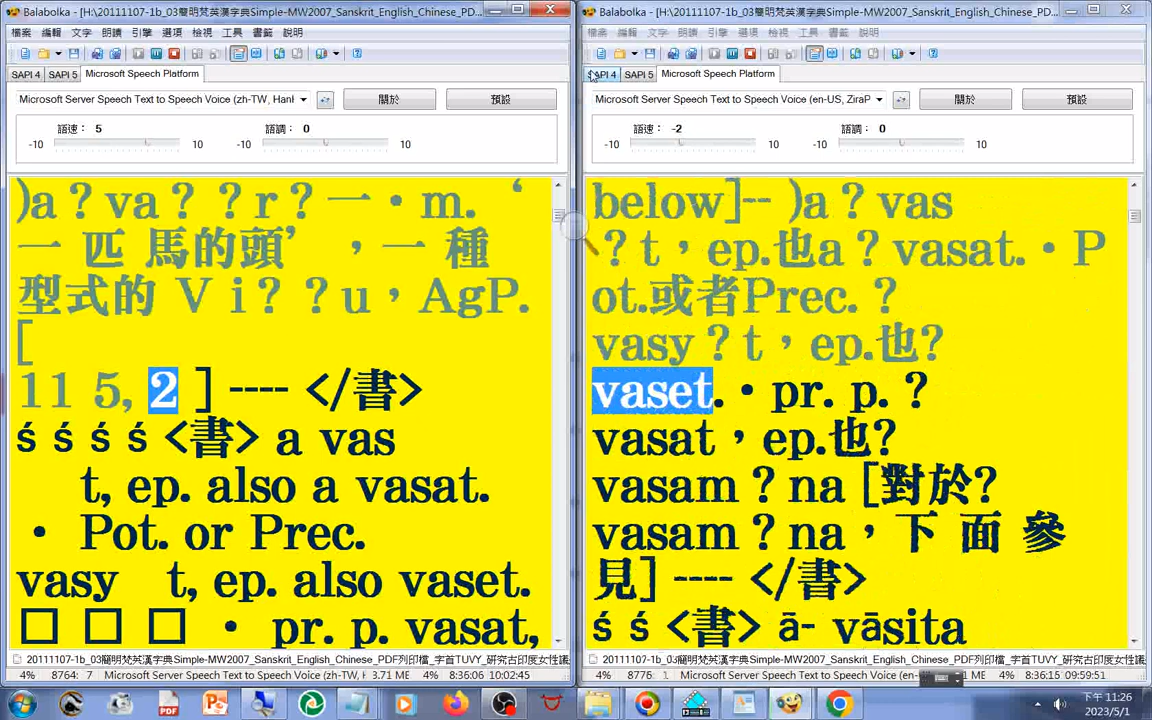 Balabolka - [H:\20111107-1b_03簡明梵英漢字典Simple-MW2007_Sanskrit_English_Chinese_PD...
檔案 編輯 文字 朗讀 引擎 選項 檢視 工具 書籤 說明
SAPI 4 SAPI 5 Microsoft Speech Platform
Microsoft Server Speech Text to Speech Voice (zh-TW, Hanl 關於 預設
語速: 5 語調: 0
-10 10 -10 10
)a?va??r?一•m.‘
一 匹 馬的頭’ ,一 種
型式的 V i??u,AgP.
[
11 5, 2 ] ---- </書>
ś ś ś ś <書> a vas
t, ep. also a vasat.
• Pot. or Prec.
vasy t, ep. also vaset.
□ □ □ • pr. p. vasat,
20111107-1b_03簡明梵英漢字典Simple-MW2007_Sanskrit_English_Chinese_PDF列印檔_字首TUVY_研究古印度女性議
4% 8764: 7 Microsoft Server Speech Text to Speech Voice (zh-TW, H 3.71 ME 4% 8:36:06 10:02:45
Balabolka - [H:\20111107-1b_03簡明梵英漢字典Simple-MW2007_Sanskrit_English_Chinese_PD...
檔案 編輯 文字 朗讀 引擎 選項 檢視 工具 書籤 說明
SAPI 4 SAPI 5 Microsoft Speech Platform
Microsoft Server Speech Text to Speech Voice (en-US, ZiraP 關於 預設
語速: -2 語調: 0
-10 10 -10 10
below]-- )a?vas
?t,ep.也a?vasat.•P
ot.或者Prec.?
vasy?t,ep.也?
vaset.•pr. p.?
vasat,ep.也?
vasam?na [對於?
vasam?na,下 面 參
見] ---- </書>
ś ś <書> ā- vāsita
20111107-1b_03簡明梵英漢字典Simple-MW2007_Sanskrit_English_Chinese_PDF列印檔_字首TUVY_研究古印度女性議
4% 8776: 1 Microsoft Server Speech Text to Speech Voice (en-US ME 4% 8:36:15 09:59:51
下午 11:26
2023/5/1